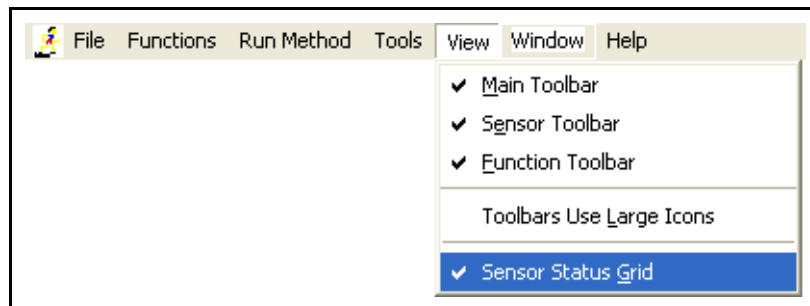 File Functions Run Method Tools View Window Help
✔ Main Toolbar
✔ Sensor Toolbar
✔ Function Toolbar
Toolbars Use Large Icons
✔ Sensor Status Grid